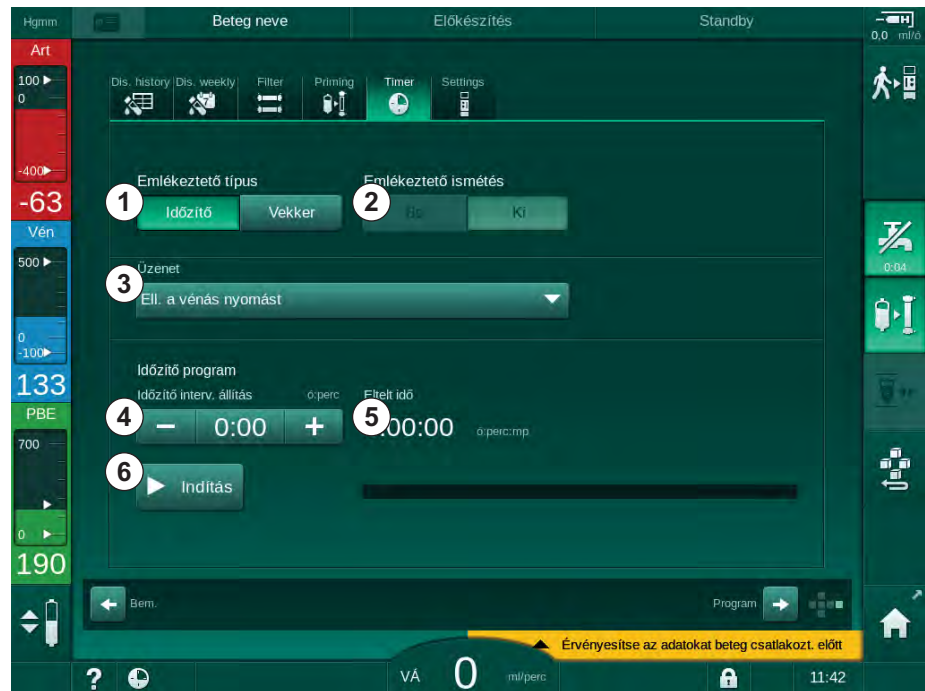 Hgmm
Beteg neve
Előkészítés
Standby
0,0 ml/ó
Art
100
0
-400
-63
Vén
500
0
-100
133
PBE
700
0
190
Dis. history
Dis. weekly
Filter
Priming
Timer
Settings
7
Emlékeztető típus
Emlékeztető ismétés
1
Időzítő
Vekker
2
Be
Ki
Üzenet
3
Ell. a vénás nyomást
Időzítő program
Időzítő interv. állítás
ó:perc
Eltelt idő
4
0:00
5
:00:00
ó:perc:mp
6
Indítás
0:04
Bem.
Program
Érvényesítse az adatokat beteg csatlakozt. előtt
?
VÁ
0
ml/perc
11:42